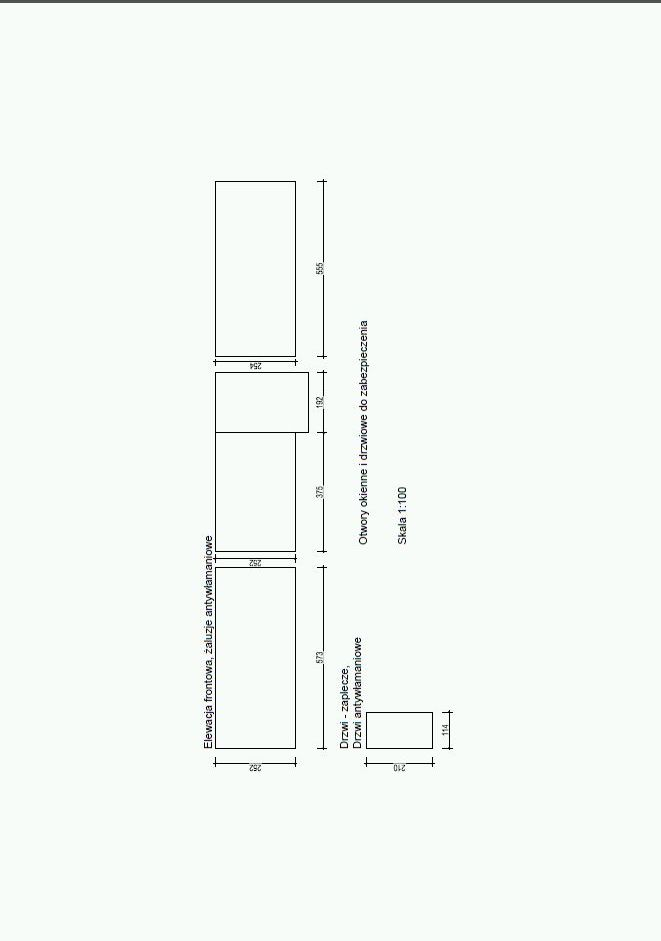 Elewacja frontowa, żaluzje antywłamaniowe
252
573
262
375
192
254
555
Drzwi - zaplecze,
Drzwi antywłamaniowe
210
114
Otwory okienne i drzwiowe do zabezpieczenia
Skala 1:100